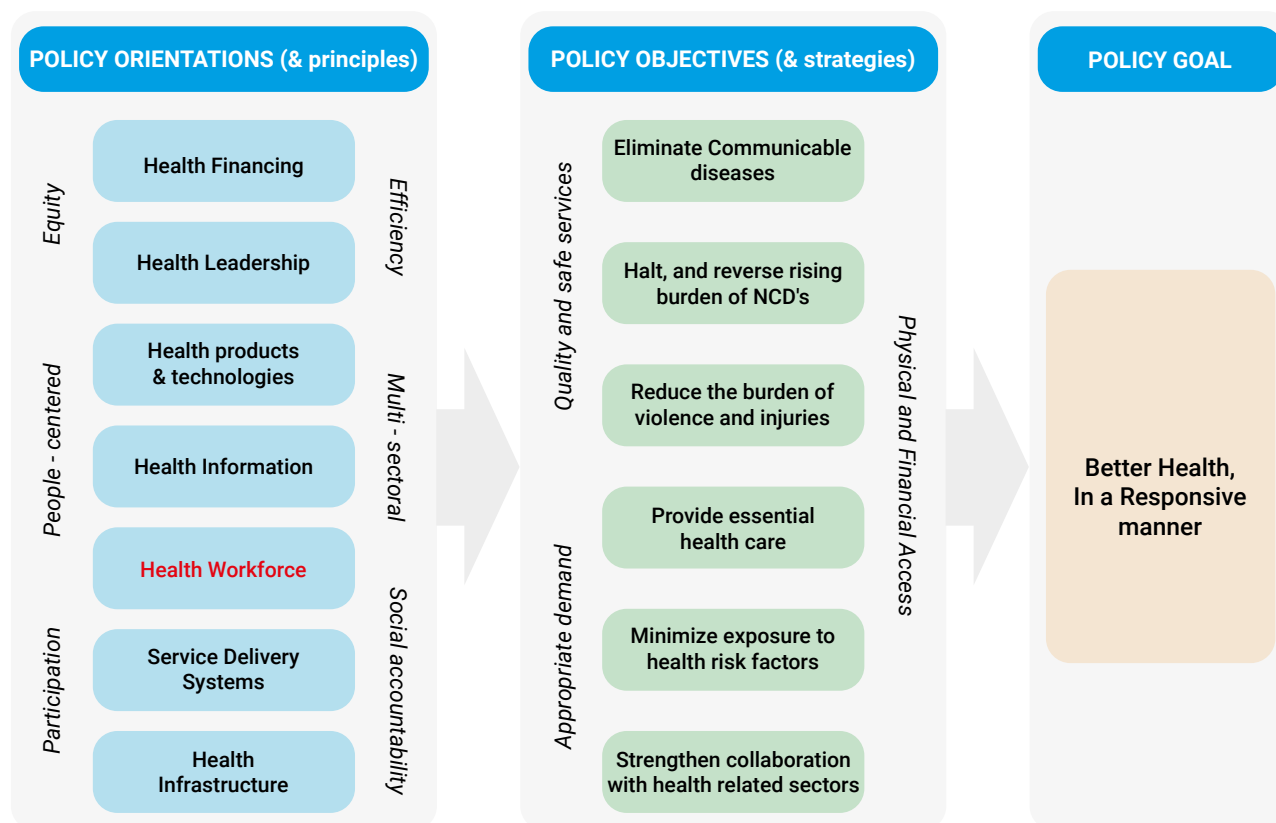 POLICY ORIENTATIONS (& principles)
Equity
People - centered
Participation
Health Financing
Health Leadership
Health products
& technologies
Health Information
Health Workforce
Service Delivery
Systems
Health
Infrastructure
Efficiency
Multi - sectoral
Social accountability
POLICY OBJECTIVES (& strategies)
Quality and safe services
Appropriate demand
Eliminate Communicable
diseases
Halt, and reverse rising
burden of NCD's
Reduce the burden of
violence and injuries
Provide essential
health care
Minimize exposure to
health risk factors
Strengthen collaboration
with health related sectors
Physical and Financial Access
POLICY GOAL
Better Health,
In a Responsive
manner